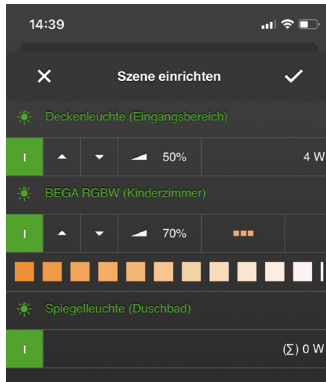 14:39
Szene einrichten
Deckenleuchte (Eingangsbereich)
I 50% 4 W
BEGA RGBW (Kinderzimmer)
I 70%
Spiegelleuchte (Duschbad)
I (Σ) 0 W